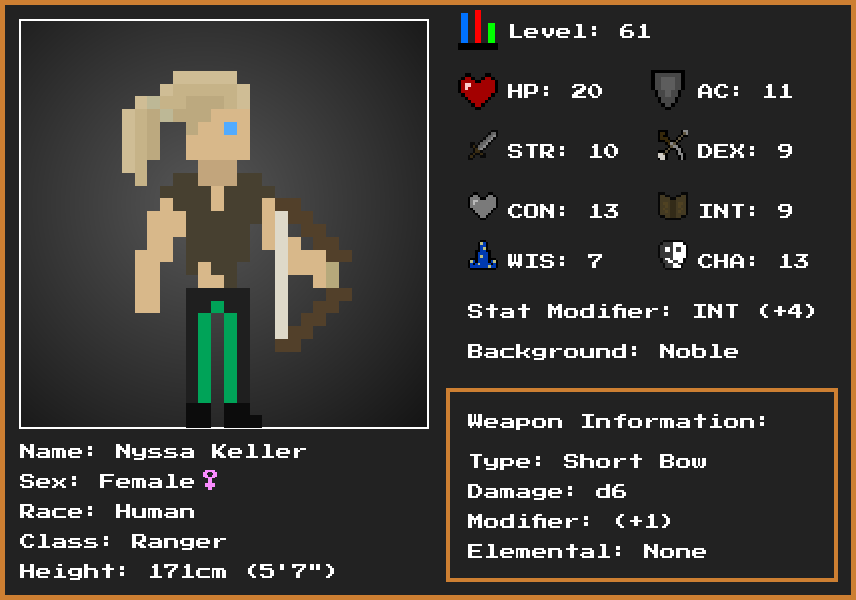 Level: 61
HP: 20
AC: 11
STR: 10
DEX: 9
CON: 13
INT: 9
WIS: 7
CHA: 13
Stat Modifier: INT (+4)
Background: Noble
Weapon Information:
Type: Short Bow
Damage: d6
Modifier: (+1)
Elemental: None
Name: Nyssa Keller
Sex: Female♀
Race: Human
Class: Ranger
Height: 171cm (5'7")